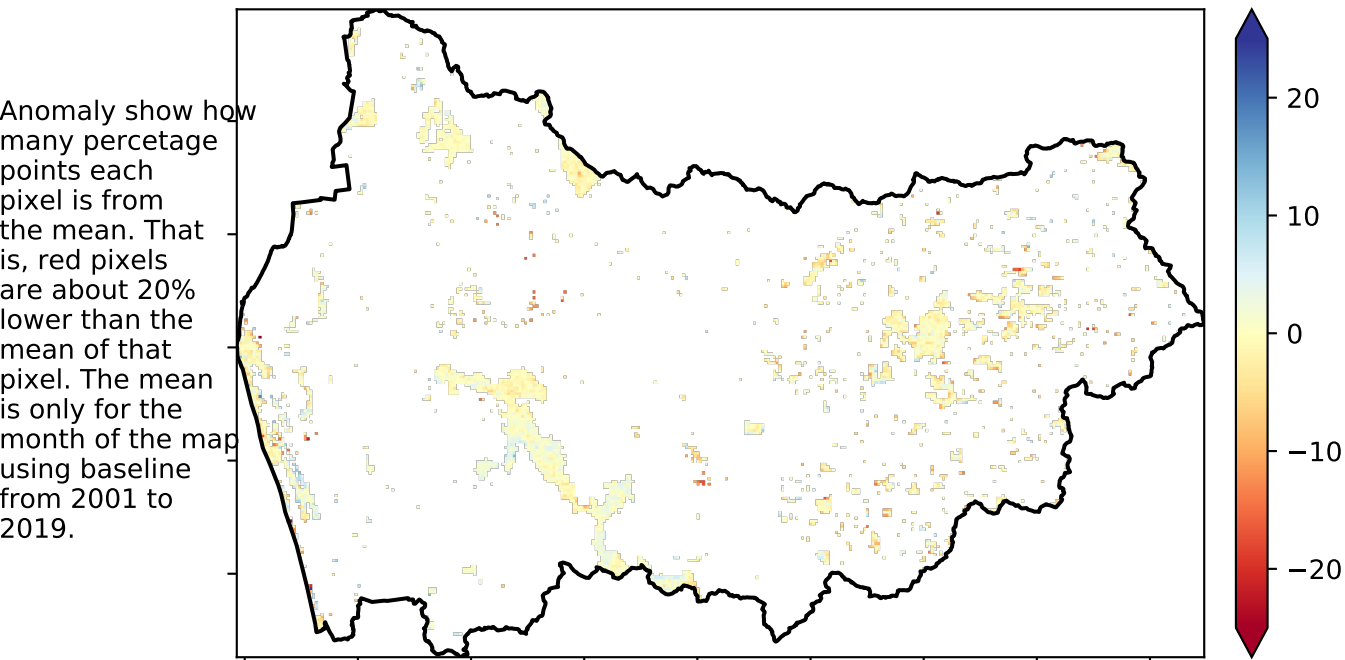 Anomaly show how
many percetage
points each
pixel is from
the mean. That
is, red pixels
are about 20%
lower than the
mean of that
pixel. The mean
is only for the
month of the map
using baseline
from 2001 to
2019.
20
10
0
−10
−20